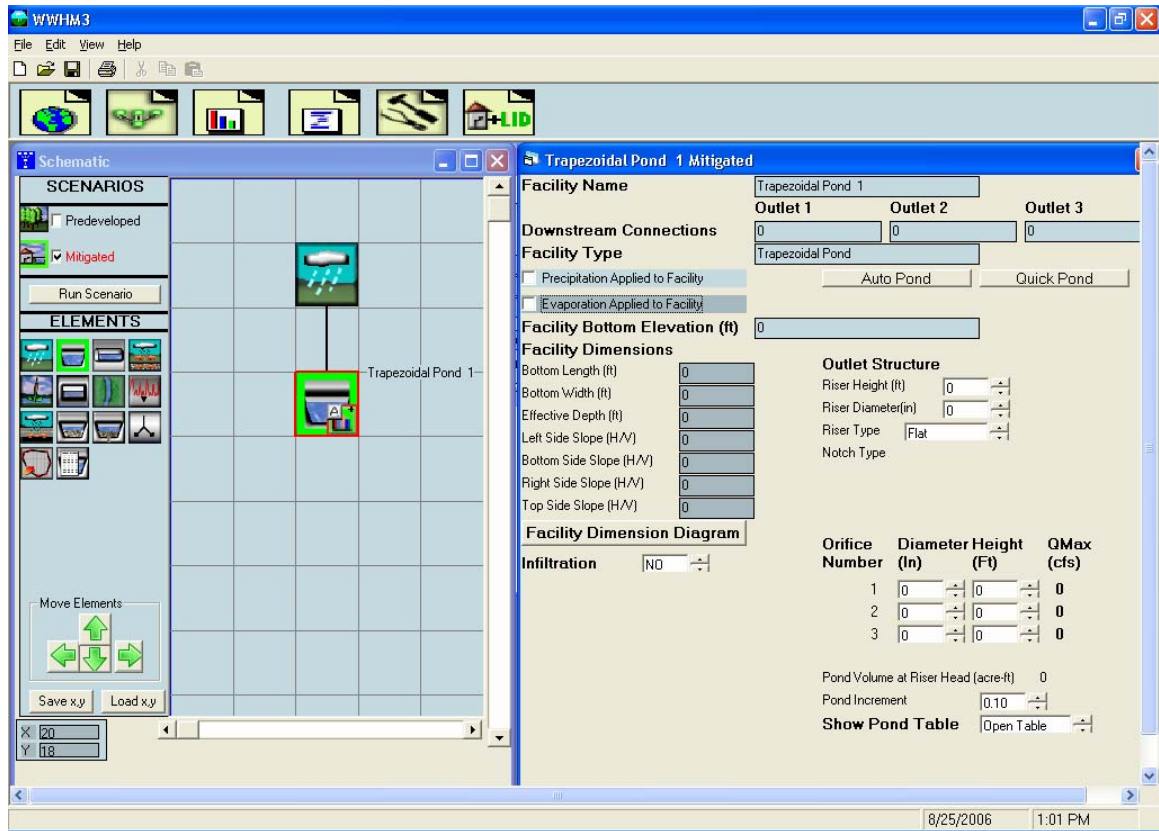 WWHM3
File Edit View Help
+LID
Schematic
SCENARIOS
Predeveloped
Mitigated
Run Scenario
ELEMENTS
Move Elements
Save x,y Load x,y
X 20
Y 18
Trapezoidal Pond 1
A
Trapezoidal Pond 1 Mitigated
Facility Name Trapezoidal Pond 1
Outlet 1 Outlet 2 Outlet 3
Downstream Connections 0 0 0
Facility Type Trapezoidal Pond
Precipitation Applied to Facility Auto Pond Quick Pond
Evaporation Applied to Facility
Facility Bottom Elevation (ft) 0
Facility Dimensions
Bottom Length (ft) 0
Bottom Width (ft) 0
Effective Depth (ft) 0
Left Side Slope (H/V) 0
Bottom Side Slope (H/V) 0
Right Side Slope (H/V) 0
Top Side Slope (H/V) 0
Facility Dimension Diagram
Infiltration NO
Outlet Structure
Riser Height (ft) 0
Riser Diameter(in) 0
Riser Type Flat
Notch Type
Orifice Diameter Height QMax
Number (In) (Ft) (cfs)
1 0 0 0
2 0 0 0
3 0 0 0
Pond Volume at Riser Head (acre-ft) 0
Pond Increment 0.10
Show Pond Table Open Table
8/25/2006 1:01 PM